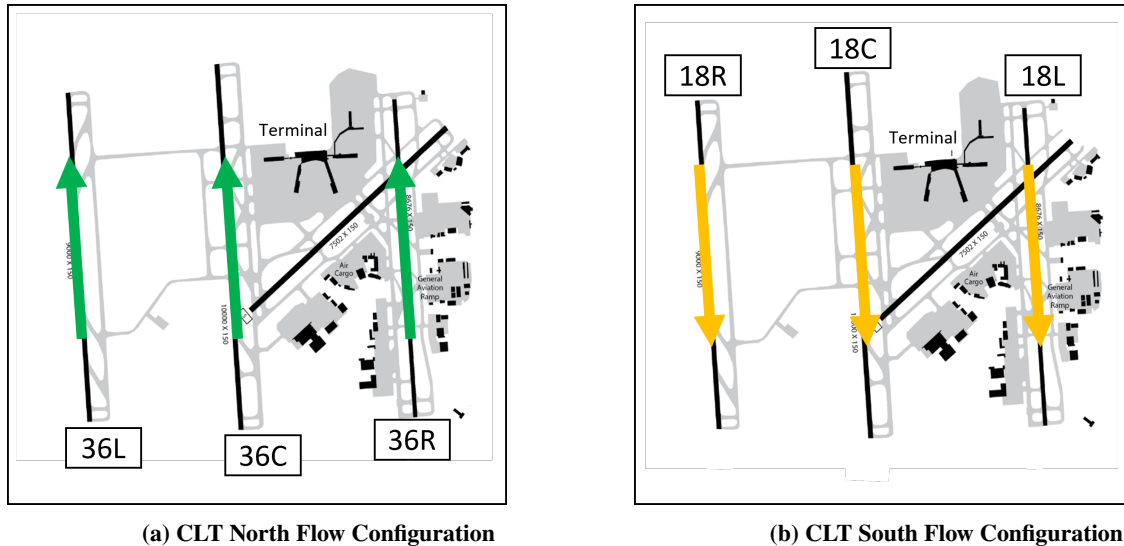 Terminal
9000 X 150
10000 X 150
7502 X 150
8676 X 150
Air
Cargo
General
Aviation
Ramp
36L
36C
36R
(a) CLT North Flow Configuration
18R
18C
18L
Terminal
9000 X 150
000 X 150
7502 X 150
8676 X 150
Air
Cargo
General
Aviation
Ramp
(b) CLT South Flow Configuration